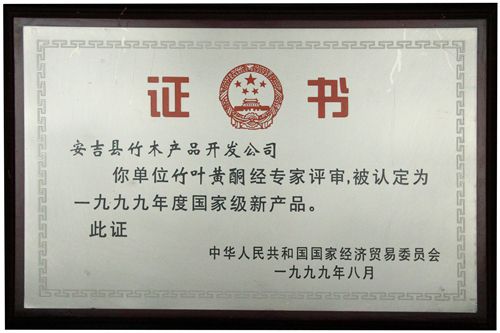 证书
安吉县竹木产品开发公司
你单位竹叶黄酮经专家评审,被认定为
一九九九年度国家级新产品。
此证
中华人民共和国国家经济贸易委员会
一九九九年八月